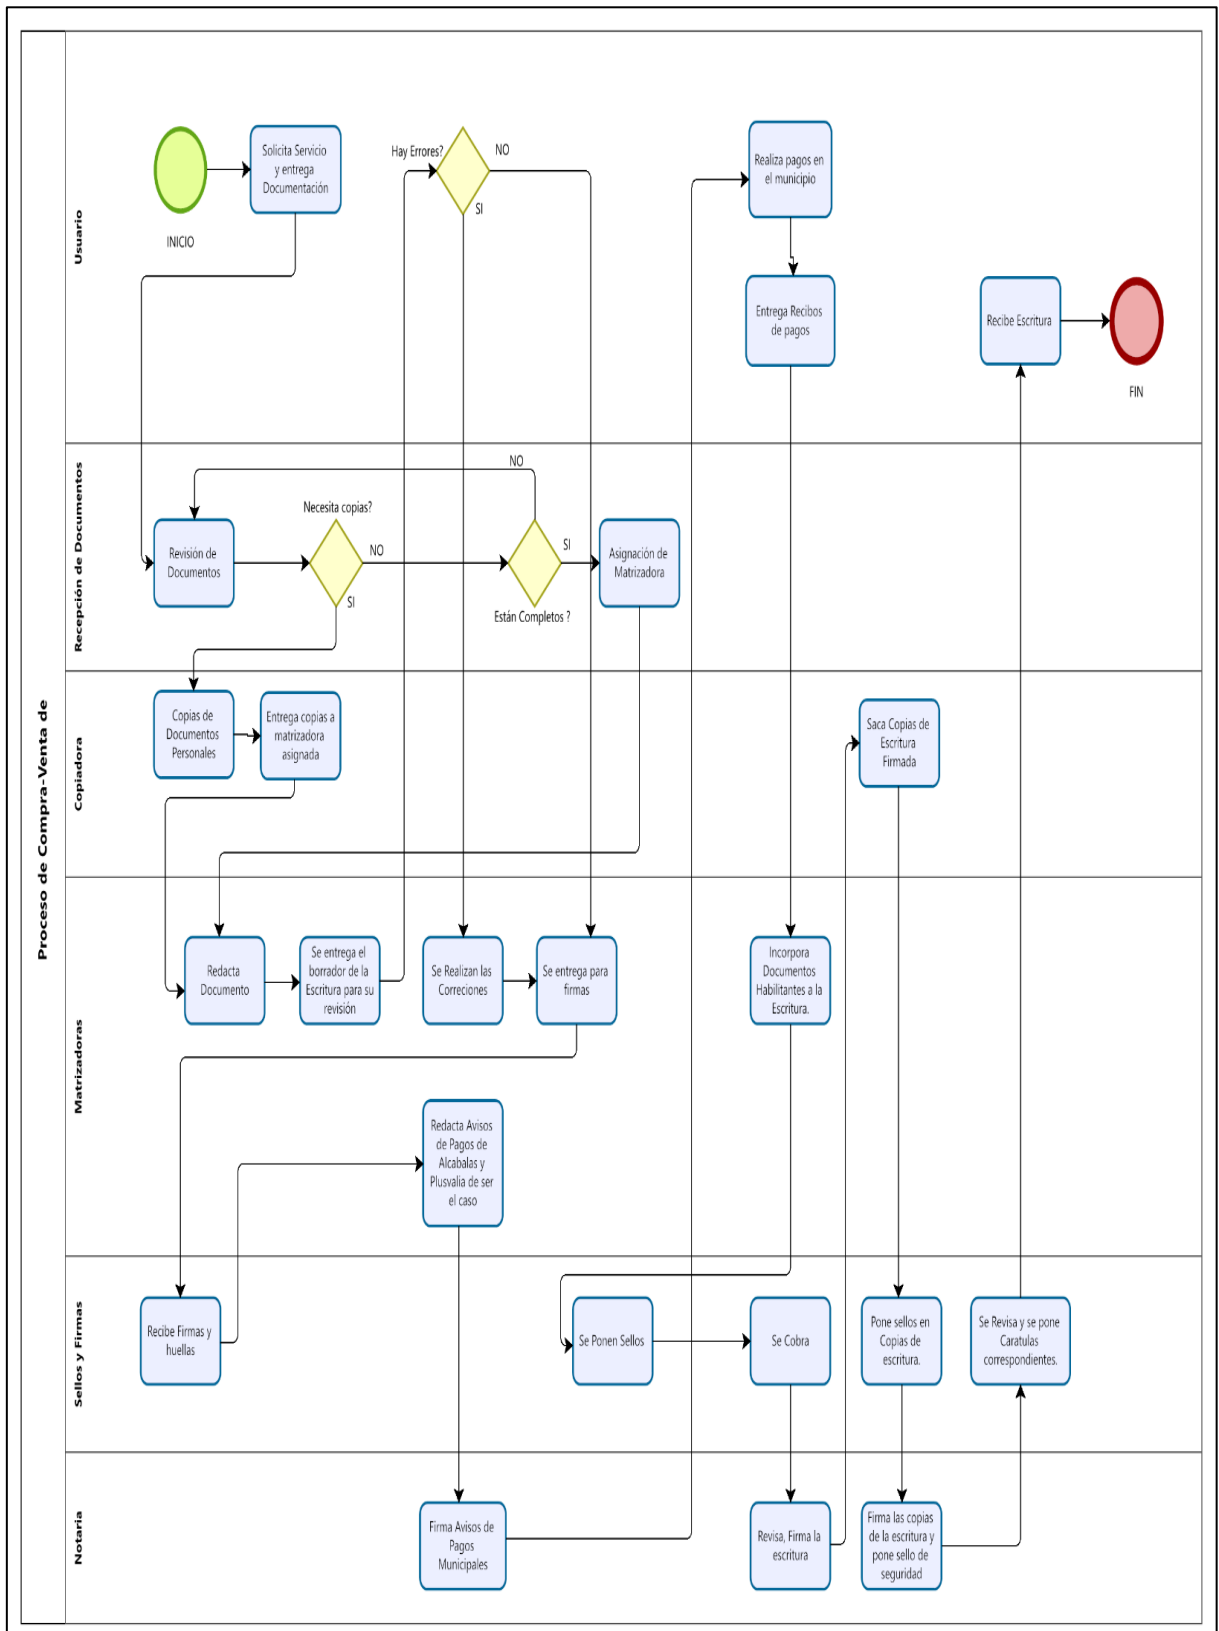 Proceso de Compra-Venta de
Usuario
INICIO
Solicita Servicio
y entrega
Documentación
Hay Errores?
NO
SI
Realiza pagos en
el municipio
Entrega Recibos
de pagos
Recibe Escritura
FIN
Recepción de Documentos
Revisión de
Documentos
Necesita copias?
NO
SI
NO
SI
Están Completos ?
Asignación de
Matrizadora
Copiadora
Copias de
Documentos
Personales
Entrega copias a
matrizadora
asignada
Saca Copias de
Escritura
Firmada
Matrizadoras
Redacta
Documento
Se entrega el
borrador de la
Escritura para su
revisión
Se Realizan las
Correciones
Se entrega para
firmas
Incorpora
Documentos
Habilitantes a la
Escritura.
Redacta Avisos
de Pagos de
Alcabalas y
Plusvalia de ser
el caso
Sellos y Firmas
Recibe Firmas y
huellas
Se Ponen Sellos
Se Cobra
Pone sellos en
Copias de
escritura.
Se Revisa y se pone
Caratulas
correspondientes.
Notaria
Firma Avisos de
Pagos
Municipales
Revisa, Firma la
escritura
Firma las copias
de la escritura y
pone sello de
seguridad